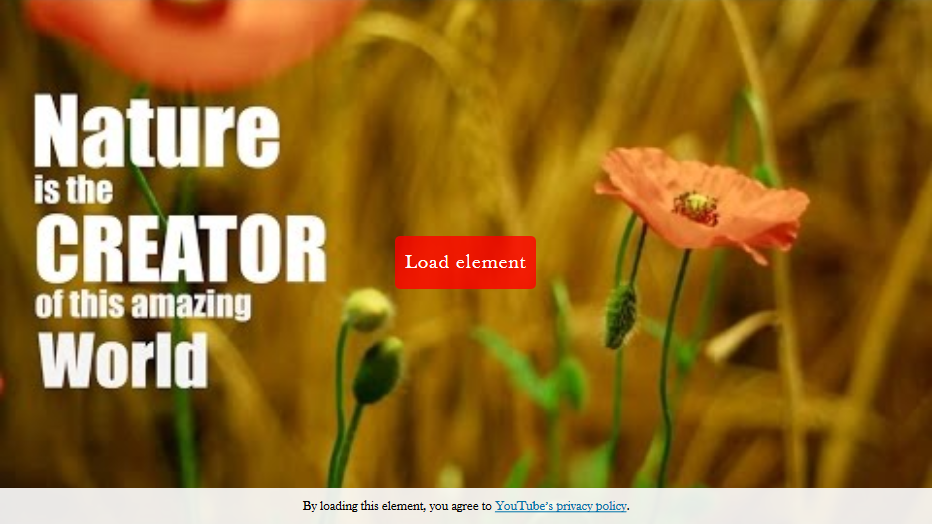 Nature
is the
CREATOR
of this amazing
World
Load element
By loading this element, you agree to YouTube's privacy policy.